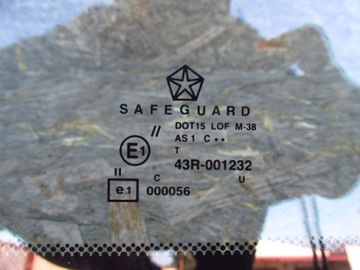 SAFEGUARD
// DOT15 LOF M-38
AS1 C ••
E1 T
II 43R-001232
C U
e1 000056